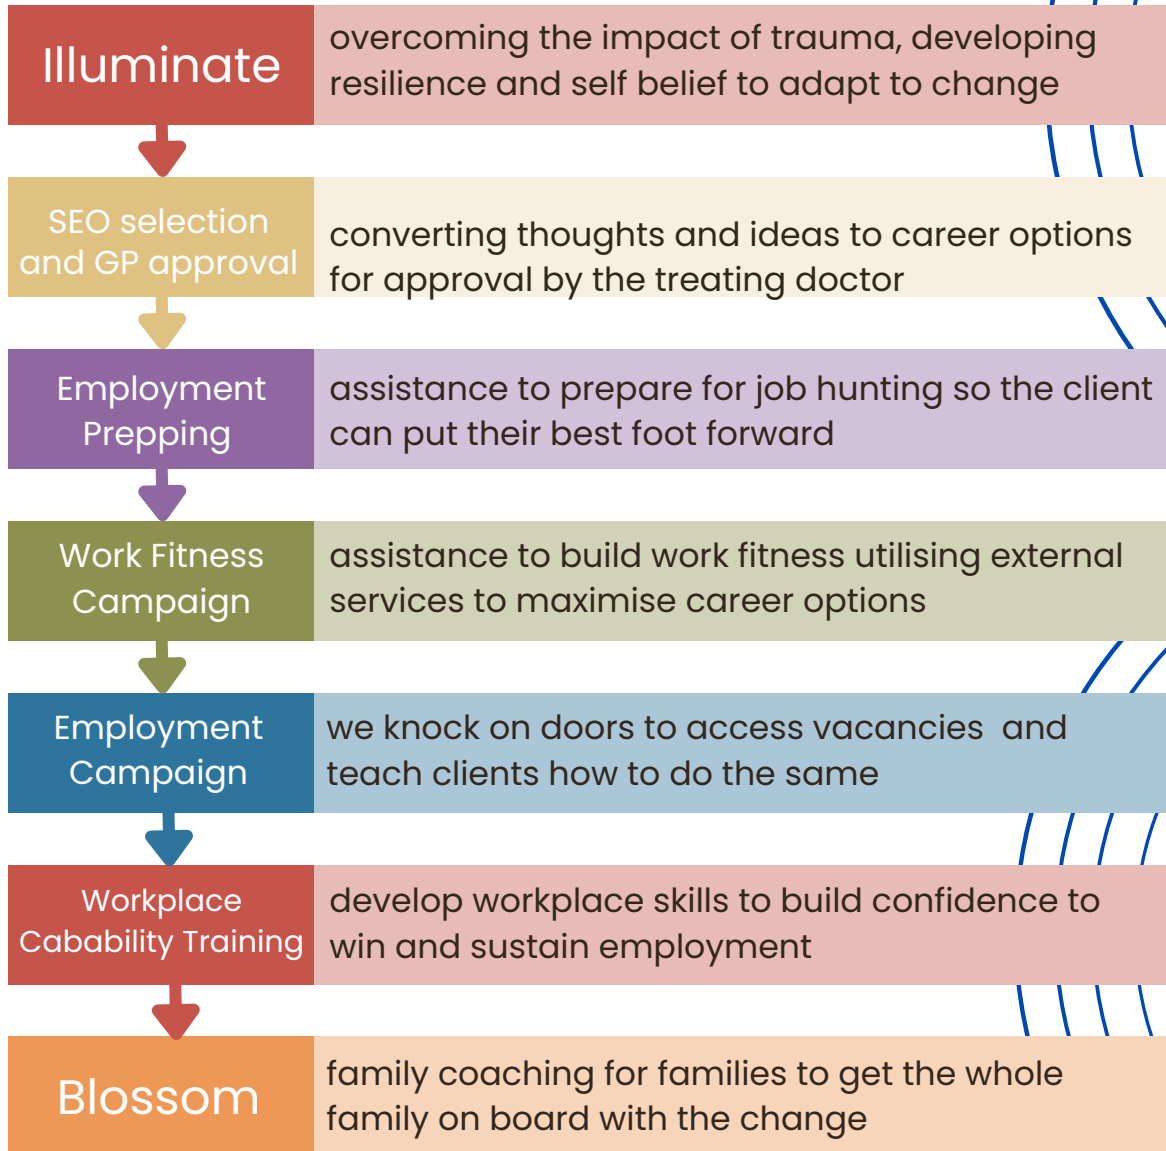 Illuminate
overcoming the impact of trauma, developing
resilience and self belief to adapt to change
SEO selection
and GP approval
converting thoughts and ideas to career options
for approval by the treating doctor
Employment
Prepping
assistance to prepare for job hunting so the client
can put their best foot forward
Work Fitness
Campaign
assistance to build work fitness utilising external
services to maximise career options
Employment
Campaign
we knock on doors to access vacancies  and
teach clients how to do the same
Workplace
Cabability Training
develop workplace skills to build confidence to
win and sustain employment
Blossom
family coaching for families to get the whole
family on board with the change